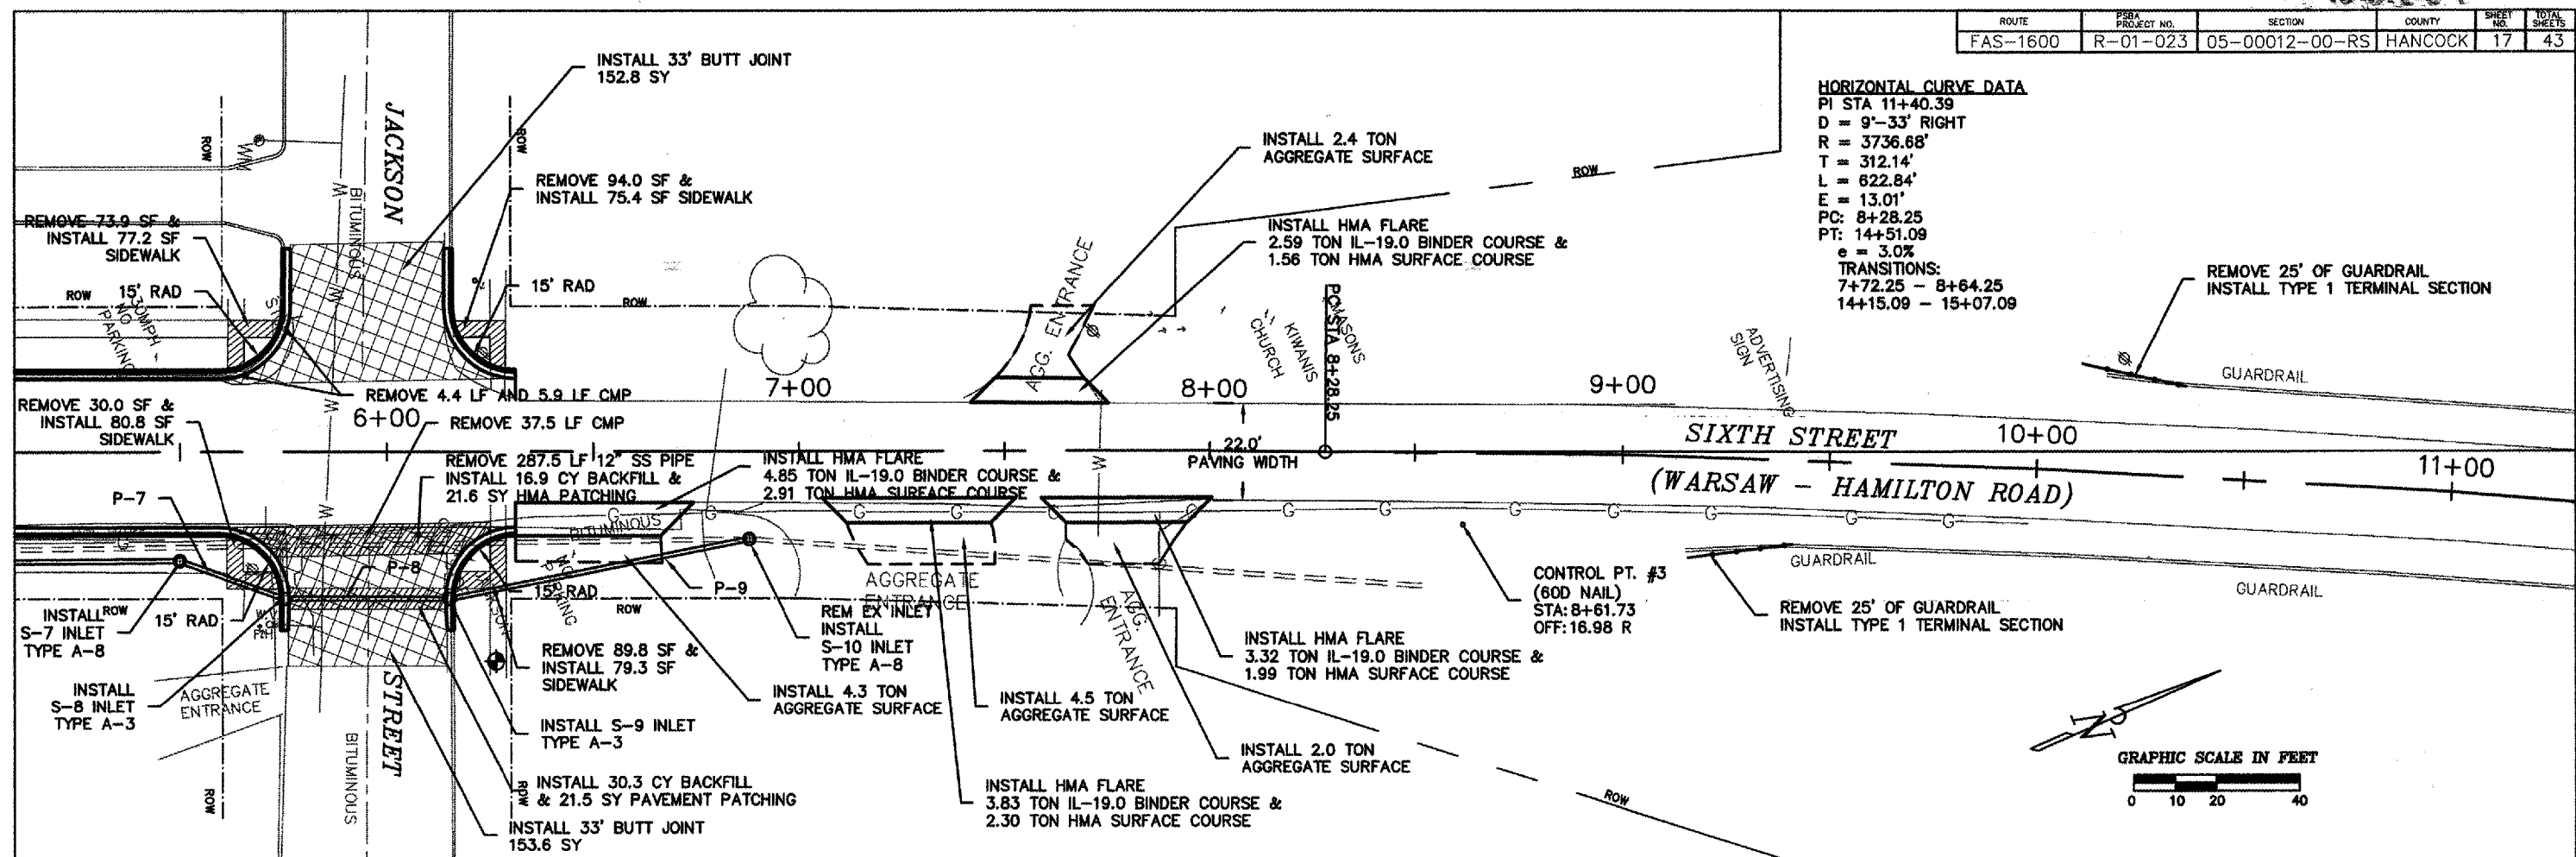 ROUTE PSBA PROJECT NO. SECTION COUNTY SHEET NO. TOTAL SHEETS
FAS-1600 R-01-023 05-00012-00-RS HANCOCK 17 43
HORIZONTAL CURVE DATA
PI STA 11+40.39
D = 9°-33' RIGHT
R = 3736.68'
T = 312.14'
L = 622.84'
E = 13.01'
PC: 8+28.25
PT: 14+51.09
e = 3.0%
TRANSITIONS:
7+72.25 - 8+64.25
14+15.09 - 15+07.09
INSTALL 33' BUTT JOINT
152.8 SY
JACKSON
BITUMINOUS
ROW
ROW
WM
W
W
REMOVE 94.0 SF &
INSTALL 75.4 SF SIDEWALK
REMOVE 73.9 SF &
INSTALL 77.2 SF
SIDEWALK
ROW
15' RAD
30MPH
NO
PARKING
15' RAD
ROW
INSTALL 2.4 TON
AGGREGATE SURFACE
ROW
INSTALL HMA FLARE
2.59 TON IL-19.0 BINDER COURSE &
1.56 TON HMA SURFACE COURSE
AGG. ENTRANCE
CHURCH
KIWANIS
MASONS
PC STA 8+28.25
ADVERTISING
SIGN
REMOVE 25' OF GUARDRAIL
INSTALL TYPE 1 TERMINAL SECTION
GUARDRAIL
REMOVE 4.4 LF AND 5.9 LF CMP
6+00
7+00
8+00
9+00
10+00
11+00
REMOVE 37.5 LF CMP
REMOVE 30.0 SF &
INSTALL 80.8 SF
SIDEWALK
W
REMOVE 287.5 LF 12" SS PIPE
INSTALL 16.9 CY BACKFILL &
21.6 SY HMA PATCHING
INSTALL HMA FLARE
4.85 TON IL-19.0 BINDER COURSE &
2.91 TON HMA SURFACE COURSE
W
22.0'
PAVING WIDTH
SIXTH STREET
(WARSAW - HAMILTON ROAD)
P-7
W
G
BITUMINOUS
G G G G G G G G G G G G
P-8
P-9
15' RAD
NO
PARKING
ROW
INSTALL
S-7 INLET
TYPE A-8
ROW
15' RAD
INSTALL
S-8 INLET
TYPE A-3
AGGREGATE
ENTRANCE
STREET
BITUMINOUS
ROW
ROW
REM EX INLET
INSTALL
S-10 INLET
TYPE A-8
AGGREGATE
ENTRANCE
AGG.
ENTRANCE
REMOVE 89.8 SF &
INSTALL 79.3 SF
SIDEWALK
INSTALL S-9 INLET
TYPE A-3
INSTALL 30.3 CY BACKFILL
& 21.5 SY PAVEMENT PATCHING
INSTALL 33' BUTT JOINT
153.6 SY
INSTALL 4.3 TON
AGGREGATE SURFACE
INSTALL 4.5 TON
AGGREGATE SURFACE
INSTALL HMA FLARE
3.83 TON IL-19.0 BINDER COURSE &
2.30 TON HMA SURFACE COURSE
INSTALL HMA FLARE
3.32 TON IL-19.0 BINDER COURSE &
1.99 TON HMA SURFACE COURSE
INSTALL 2.0 TON
AGGREGATE SURFACE
CONTROL PT. #3
(60D NAIL)
STA:8+61.73
OFF:16.98 R
GUARDRAIL
GUARDRAIL
REMOVE 25' OF GUARDRAIL
INSTALL TYPE 1 TERMINAL SECTION
ROW
N
GRAPHIC SCALE IN FEET
0 10 20 40